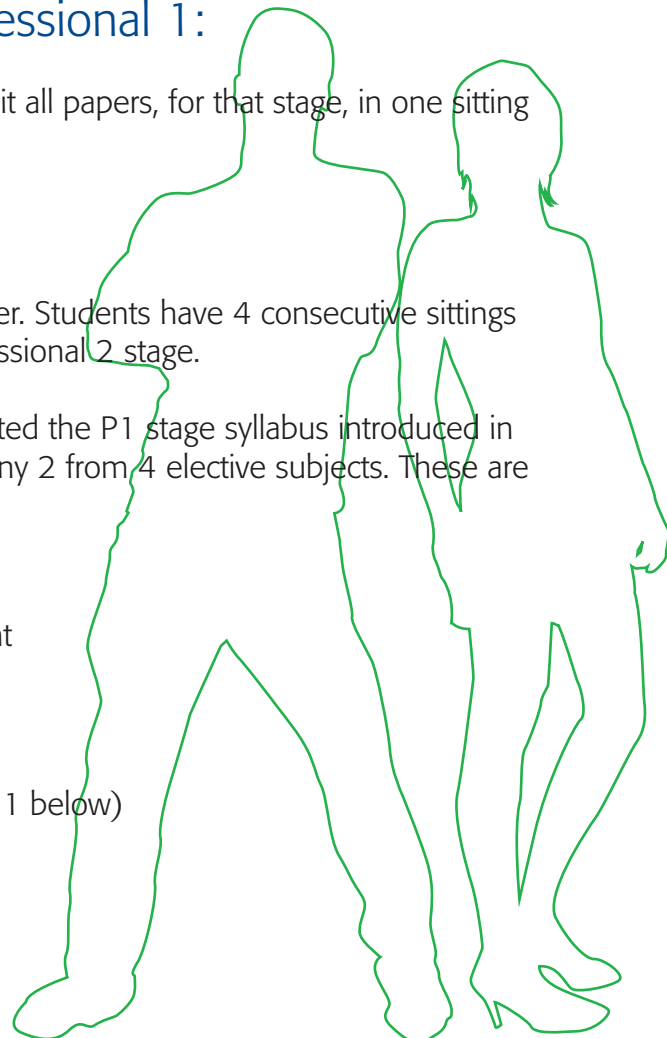 essional 1:
it all papers, for that stage, in one sitting
er. Students have 4 consecutive sittings
essional 2 stage.
ted the P1 stage syllabus introduced in
ny 2 from 4 elective subjects. These are
nt
1 below)